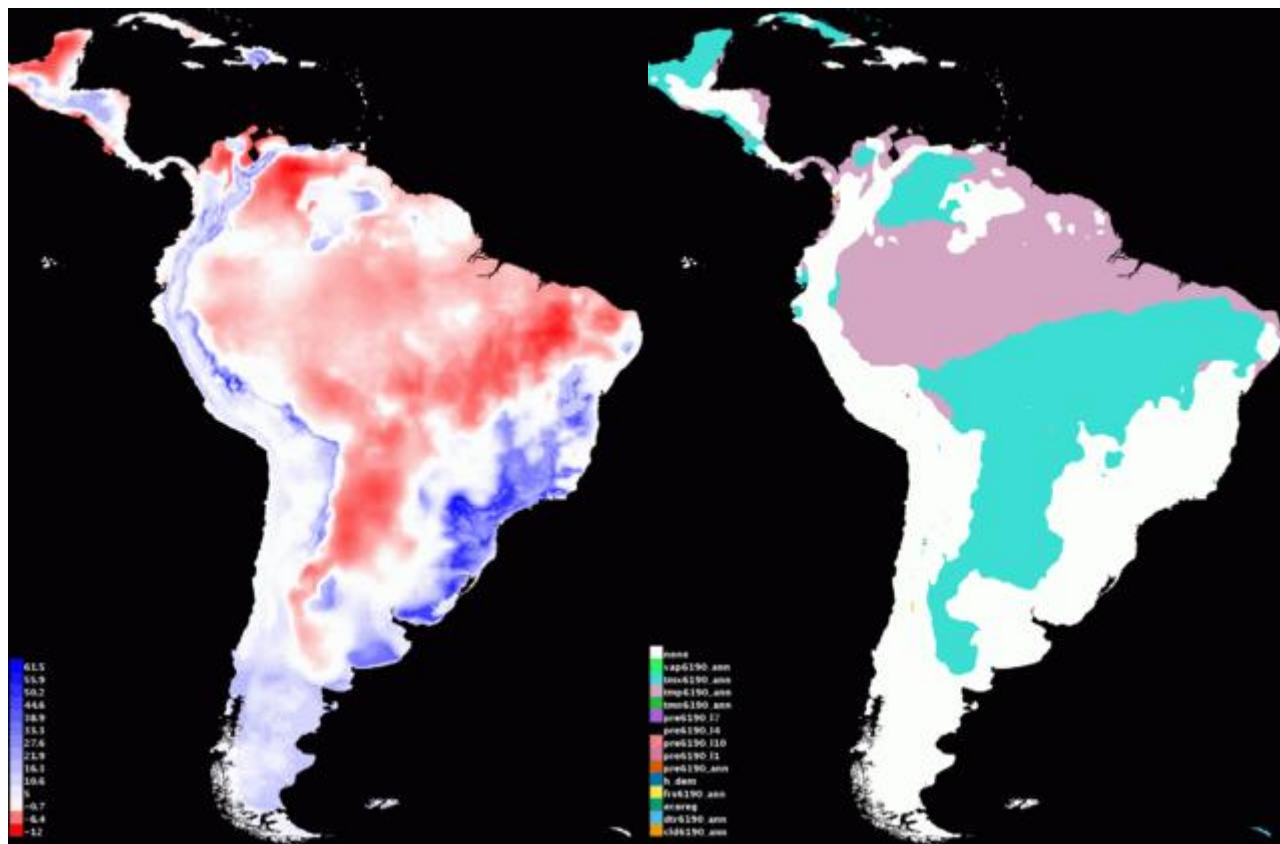 61.5
55.9
50.2
44.6
38.9
33.3
27.6
21.9
16.3
10.6
5
-0.7
-6.4
-12
none
vap6190_ann
tmx6190_ann
tmp6190_ann
tmn6190_ann
pre6190_l7
pre6190_l4
pre6190_l10
pre6190_l1
pre6190_ann
h_dem
frs6190_ann
ecoreg
dtr6190_ann
cld6190_ann